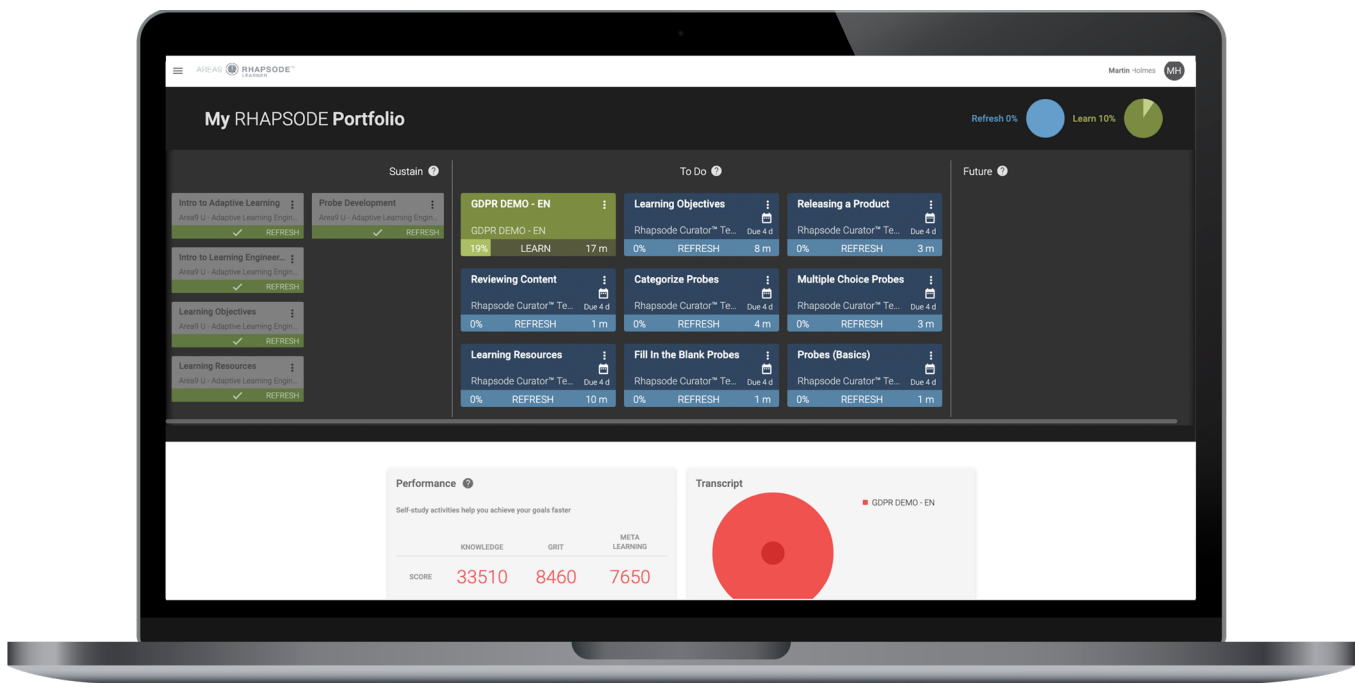 AREA9 RHAPSODE™
LEARNER
Martin Holmes MH
My RHAPSODE Portfolio
Refresh 0%
Learn 10%
Sustain ?
To Do ?
Future ?
Intro to Adaptive Learning
Area9 U - Adaptive Learning Engin...
REFRESH
Probe Development
Area9 U - Adaptive Learning Engin...
REFRESH
Intro to Learning Engineer...
Area9 U - Adaptive Learning Engin...
REFRESH
Learning Objectives
Area9 U - Adaptive Learning Engin...
REFRESH
Learning Resources
Area9 U - Adaptive Learning Engin...
REFRESH
GDPR DEMO - EN
GDPR DEMO - EN
19% LEARN 17 m
Learning Objectives
Rhapsode Curator™ Te... Due 4 d
0% REFRESH 8 m
Releasing a Product
Rhapsode Curator™ Te... Due 4 d
0% REFRESH 3 m
Reviewing Content
Rhapsode Curator™ Te... Due 4 d
0% REFRESH 1 m
Categorize Probes
Rhapsode Curator™ Te... Due 4 d
0% REFRESH 4 m
Multiple Choice Probes
Rhapsode Curator™ Te... Due 4 d
0% REFRESH 3 m
Learning Resources
Rhapsode Curator™ Te... Due 4 d
0% REFRESH 10 m
Fill In the Blank Probes
Rhapsode Curator™ Te... Due 4 d
0% REFRESH 1 m
Probes (Basics)
Rhapsode Curator™ Te... Due 4 d
0% REFRESH 1 m
Performance ?
Self-study activities help you achieve your goals faster
KNOWLEDGE GRIT META LEARNING
SCORE 33510 8460 7650
Transcript
GDPR DEMO - EN